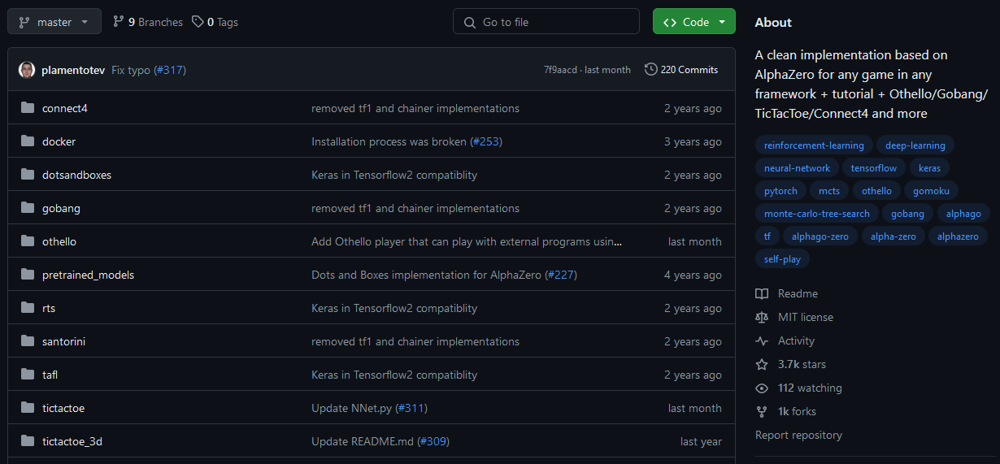 master 9 Branches 0 Tags Go to file Code
plamentotev Fix typo (#317) 7f9aacd · last month 220 Commits
connect4 removed tf1 and chainer implementations 2 years ago
docker Installation process was broken (#253) 3 years ago
dotsandboxes Keras in Tensorflow2 compatiblity 2 years ago
gobang removed tf1 and chainer implementations 2 years ago
othello Add Othello player that can play with external programs usin... last month
pretrained_models Dots and Boxes implementation for AlphaZero (#227) 4 years ago
rts Keras in Tensorflow2 compatiblity 2 years ago
santorini removed tf1 and chainer implementations 2 years ago
tafl Keras in Tensorflow2 compatiblity 2 years ago
tictactoe Update NNet.py (#311) last month
tictactoe_3d Update README.md (#309) last year
About
A clean implementation based on
AlphaZero for any game in any
framework + tutorial + Othello/Gobang/
TicTacToe/Connect4 and more
reinforcement-learning deep-learning
neural-network tensorflow keras
pytorch mcts othello gomoku
monte-carlo-tree-search gobang alphago
tf alphago-zero alpha-zero alphazero
self-play
Readme
MIT license
Activity
3.7k stars
112 watching
1k forks
Report repository